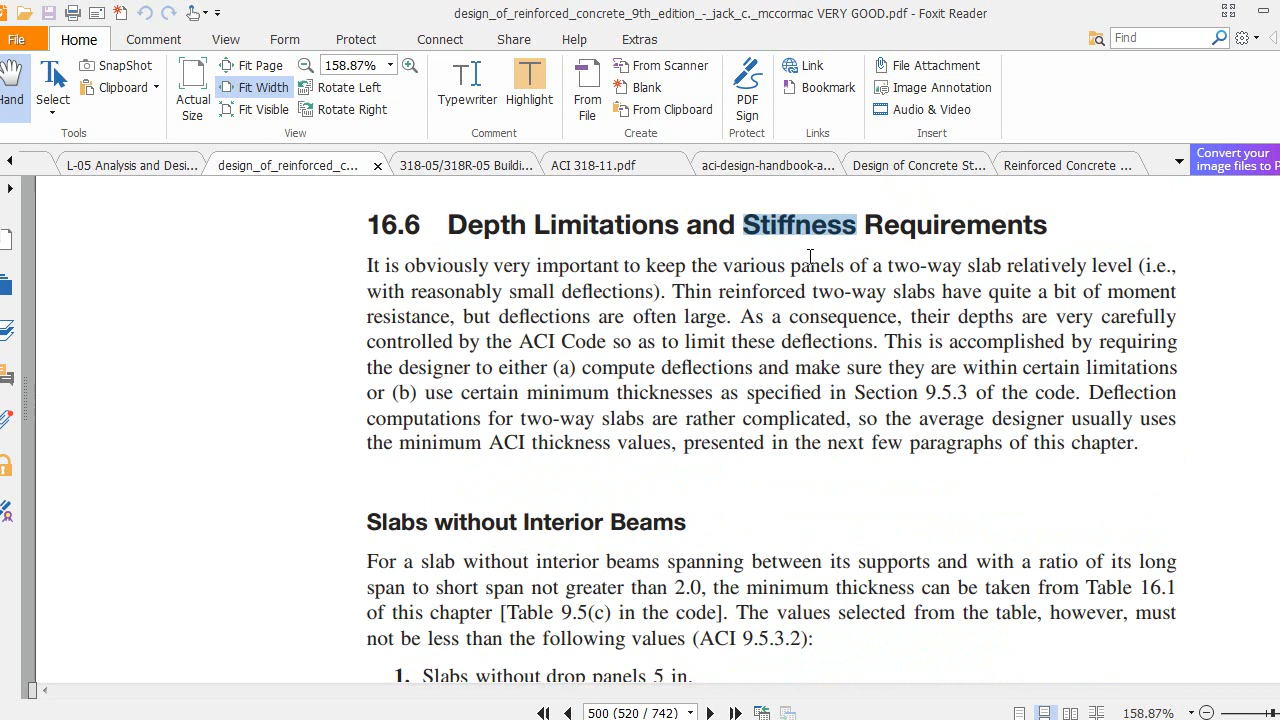 design_of_reinforced_concrete_9th_edition_-_jack_c._mccormac VERY GOOD.pdf - Foxit Reader
File Home Comment View Form Protect Connect Share Help Extras Find
Hand
Select
SnapShot
Clipboard
Tools
Actual Size
Fit Page
Fit Width
Fit Visible
158.87%
Rotate Left
Rotate Right
View
Typewriter
Highlight
Comment
From File
From Scanner
Blank
From Clipboard
Create
PDF Sign
Protect
Link
Bookmark
Links
File Attachment
Image Annotation
Audio & Video
Insert
L-05 Analysis and Desi... design_of_reinforced_c... 318-05/318R-05 Buildi... ACI 318-11.pdf aci-design-handbook-a... Design of Concrete St... Reinforced Concrete ...
Convert your
image files to P
16.6 Depth Limitations and Stiffness Requirements
It is obviously very important to keep the various panels of a two-way slab relatively level (i.e.,
with reasonably small deflections). Thin reinforced two-way slabs have quite a bit of moment
resistance, but deflections are often large. As a consequence, their depths are very carefully
controlled by the ACI Code so as to limit these deflections. This is accomplished by requiring
the designer to either (a) compute deflections and make sure they are within certain limitations
or (b) use certain minimum thicknesses as specified in Section 9.5.3 of the code. Deflection
computations for two-way slabs are rather complicated, so the average designer usually uses
the minimum ACI thickness values, presented in the next few paragraphs of this chapter.
Slabs without Interior Beams
For a slab without interior beams spanning between its supports and with a ratio of its long
span to short span not greater than 2.0, the minimum thickness can be taken from Table 16.1
of this chapter [Table 9.5(c) in the code]. The values selected from the table, however, must
not be less than the following values (ACI 9.5.3.2):
1. Slabs without drop panels 5 in.
500 (520 / 742) 158.87%